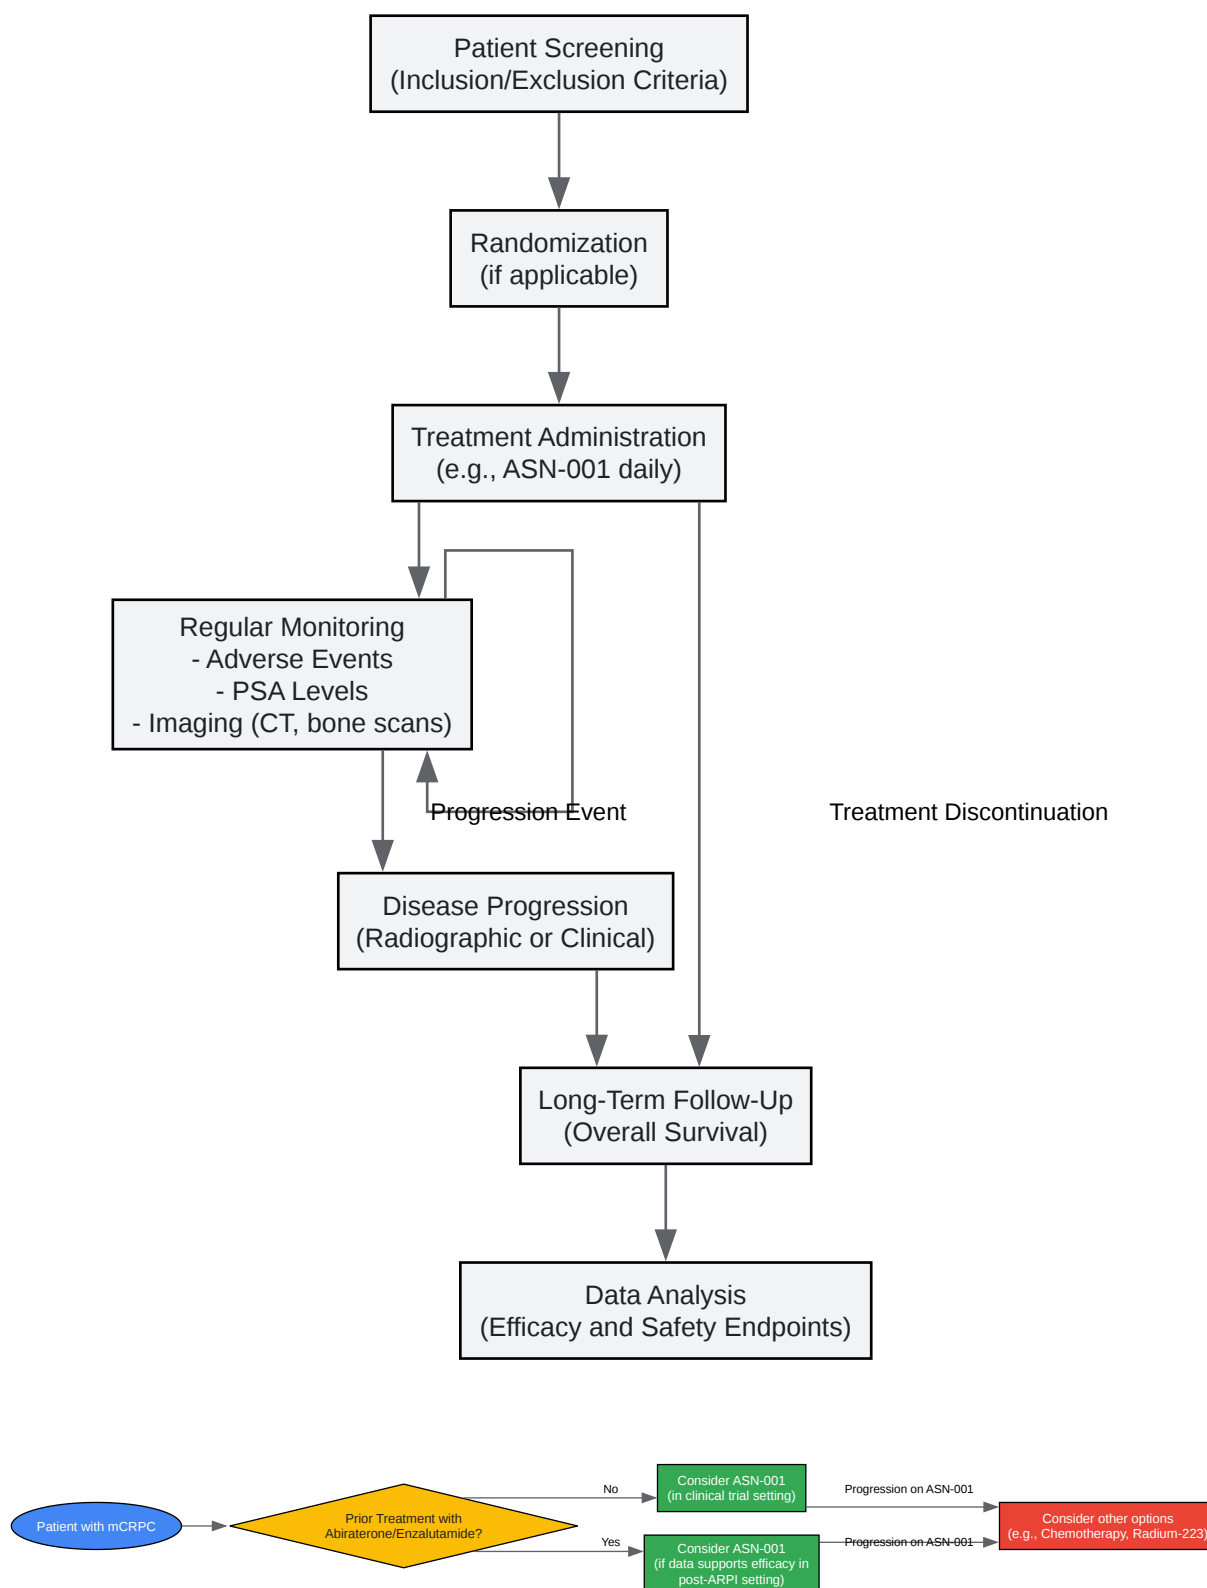 Patient Screening
(Inclusion/Exclusion Criteria)
Randomization
(if applicable)
Treatment Administration
(e.g., ASN-001 daily)
Regular Monitoring
- Adverse Events
- PSA Levels
- Imaging (CT, bone scans)
Progression Event
Treatment Discontinuation
Disease Progression
(Radiographic or Clinical)
Long-Term Follow-Up
(Overall Survival)
Data Analysis
(Efficacy and Safety Endpoints)
Patient with mCRPC
Prior Treatment with
Abiraterone/Enzalutamide?
No
Consider ASN-001
(in clinical trial setting)
Progression on ASN-001
Yes
Consider ASN-001
(if data supports efficacy in
post-ARPI setting)
Progression on ASN-001
Consider other options
(e.g., Chemotherapy, Radium-223)